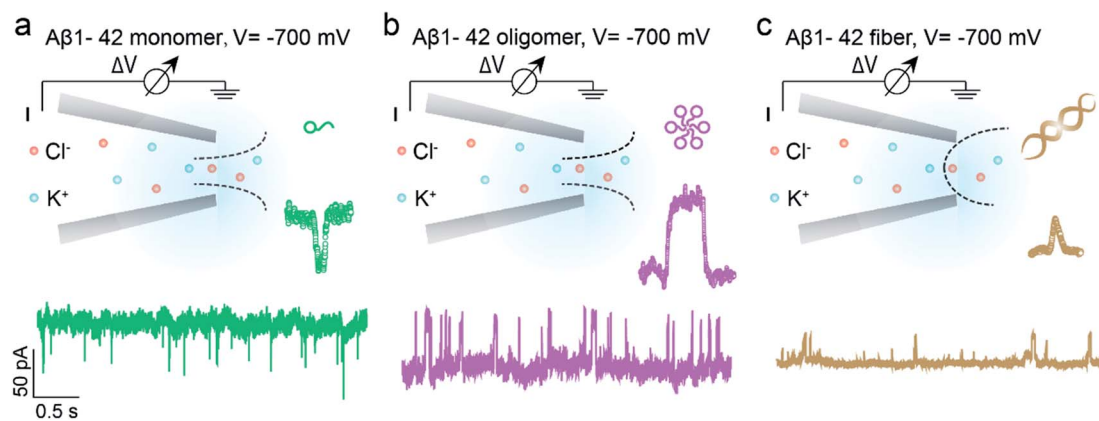 a Aβ1- 42 monomer, V= -700 mV
ΔV
I
Cl⁻
K⁺
50 pA
0.5 s
b Aβ1- 42 oligomer, V= -700 mV
ΔV
I
Cl⁻
K⁺
c Aβ1- 42 fiber, V= -700 mV
ΔV
I
Cl⁻
K⁺